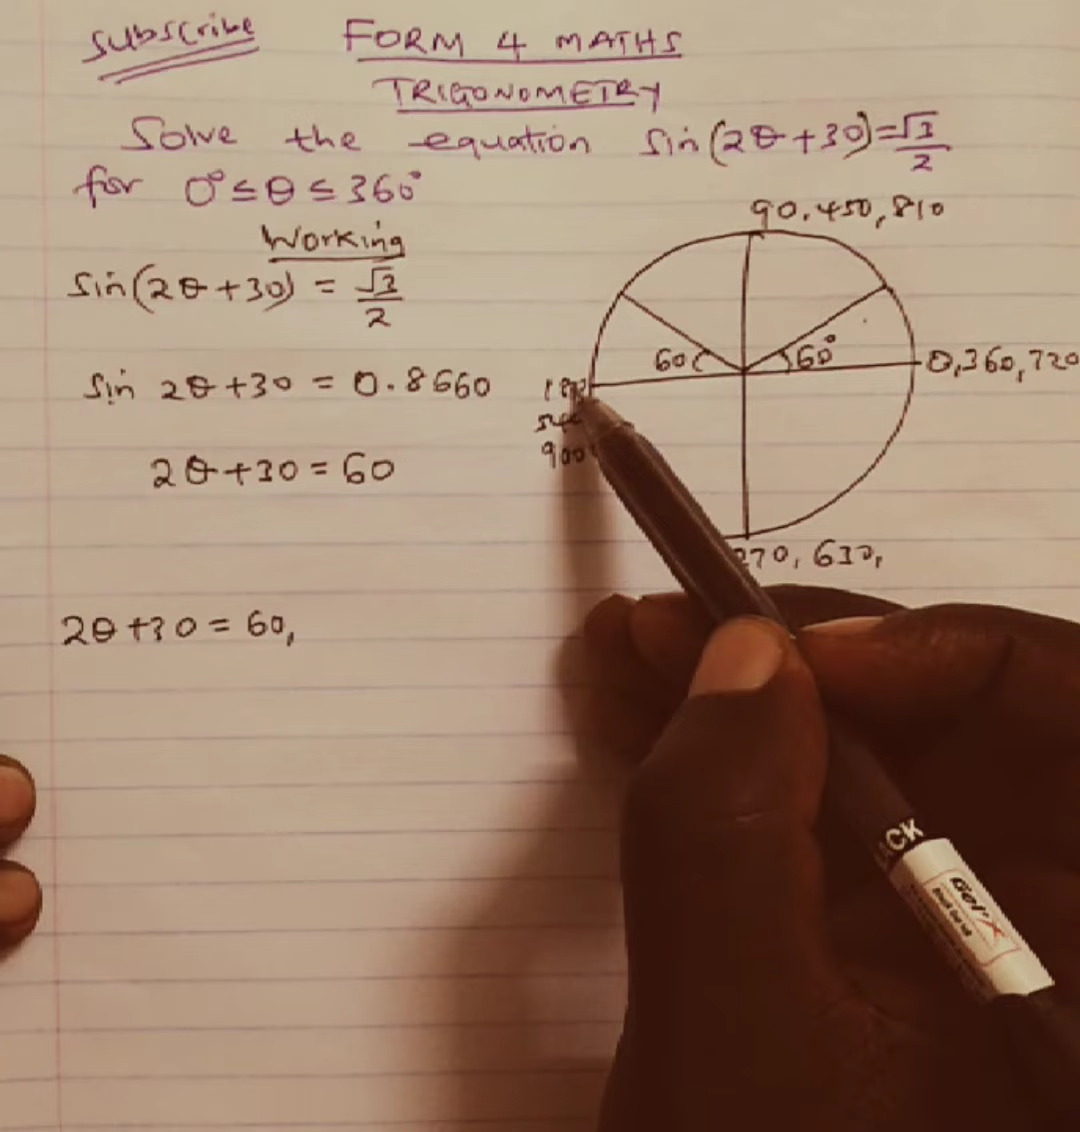 Subscribe FORM 4 MATHS
TRIGONOMETRY
Solve the equation Sin(2θ+30)=√3/2
for 0°≤θ≤360°
Working
Sin(2θ+30) = √3/2
Sin 2θ+30 = 0.8660
2θ+30 = 60
2θ+30 = 60,
90,450,810
60
60°
0,360,720
900
270, 630,
CK
GelX